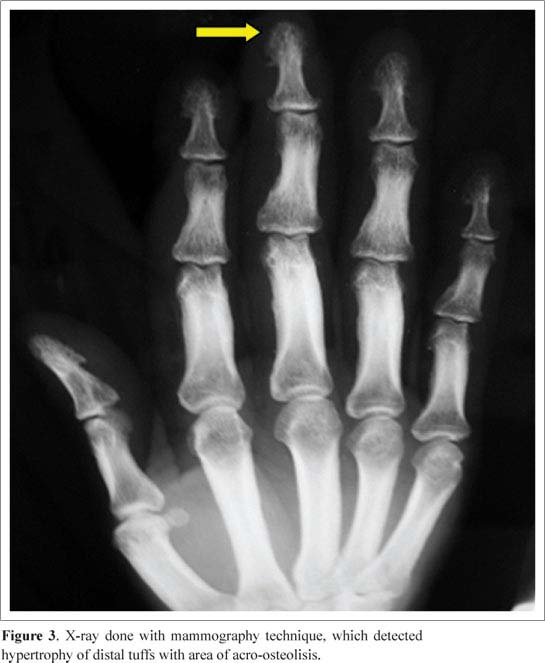 Figure 3. X-ray done with mammography technique, which detected
hypertrophy of distal tuffs with area of acro-osteolisis.